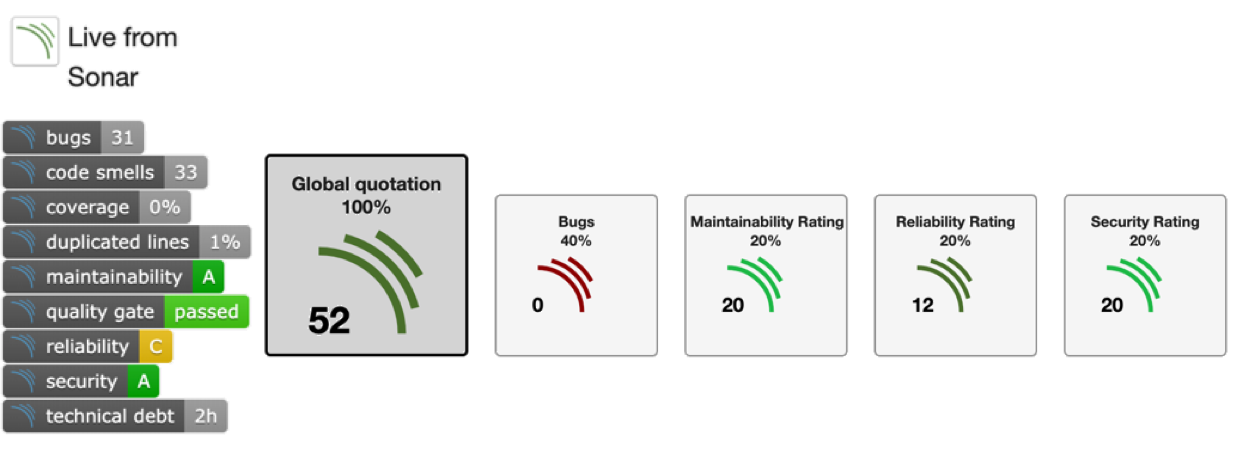 Live from
Sonar
bugs 31
code smells 33
coverage 0%
duplicated lines 1%
maintainability A
quality gate passed
reliability C
security A
technical debt 2h
Global quotation
100%
52
Bugs
40%
0
Maintainability Rating
20%
20
Reliability Rating
20%
12
Security Rating
20%
20